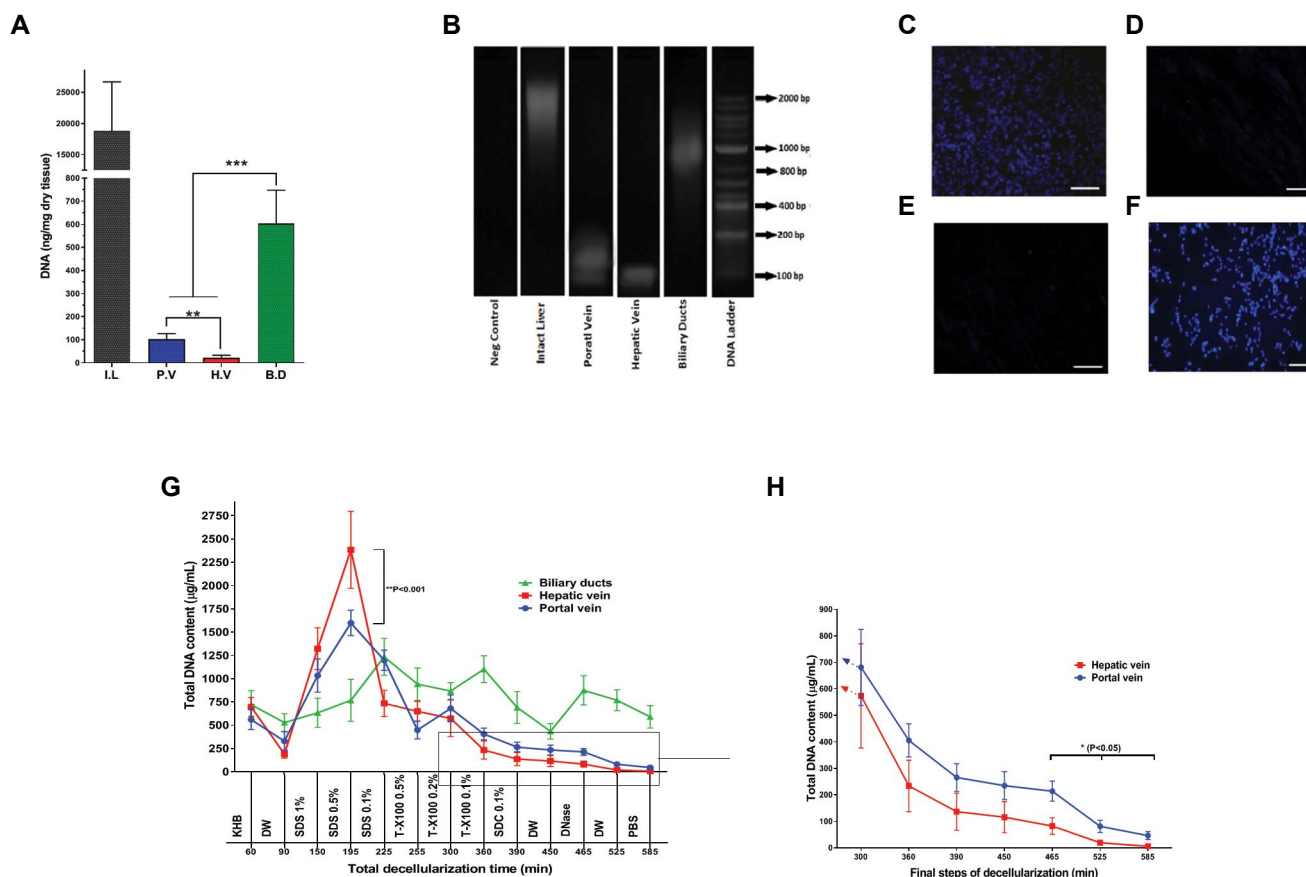 A
DNA (ng/mg dry tissue)
25000
20000
15000
800
700
600
500
400
300
200
100
0
***
**
I.L P.V H.V B.D
B
2000 bp
1000 bp
800 bp
400 bp
200 bp
100 bp
Neg Control
Intact Liver
Poratl Vein
Hepatic Vein
Biliary Ducts
DNA Ladder
C
D
E
F
G
Total DNA content (µg/mL)
2750
2500
2250
2000
1750
1500
1250
1000
750
500
250
0
**P<0.001
Biliary ducts
Hepatic vein
Portal vein
KHB
DW
SDS 1%
SDS 0.5%
SDS 0.1%
T-X100 0.5%
T-X100 0.2%
T-X100 0.1%
SDC 0.1%
DW
DNase
DW
PBS
60 90 150 195 225 255 300 360 390 450 465 525 585
Total decellularization time (min)
H
Total DNA content (µg/mL)
900
800
700
600
500
400
300
200
100
0
Hepatic vein
Portal vein
* (P<0.05)
300 360 390 450 465 525 585
Final steps of decellularization (min)